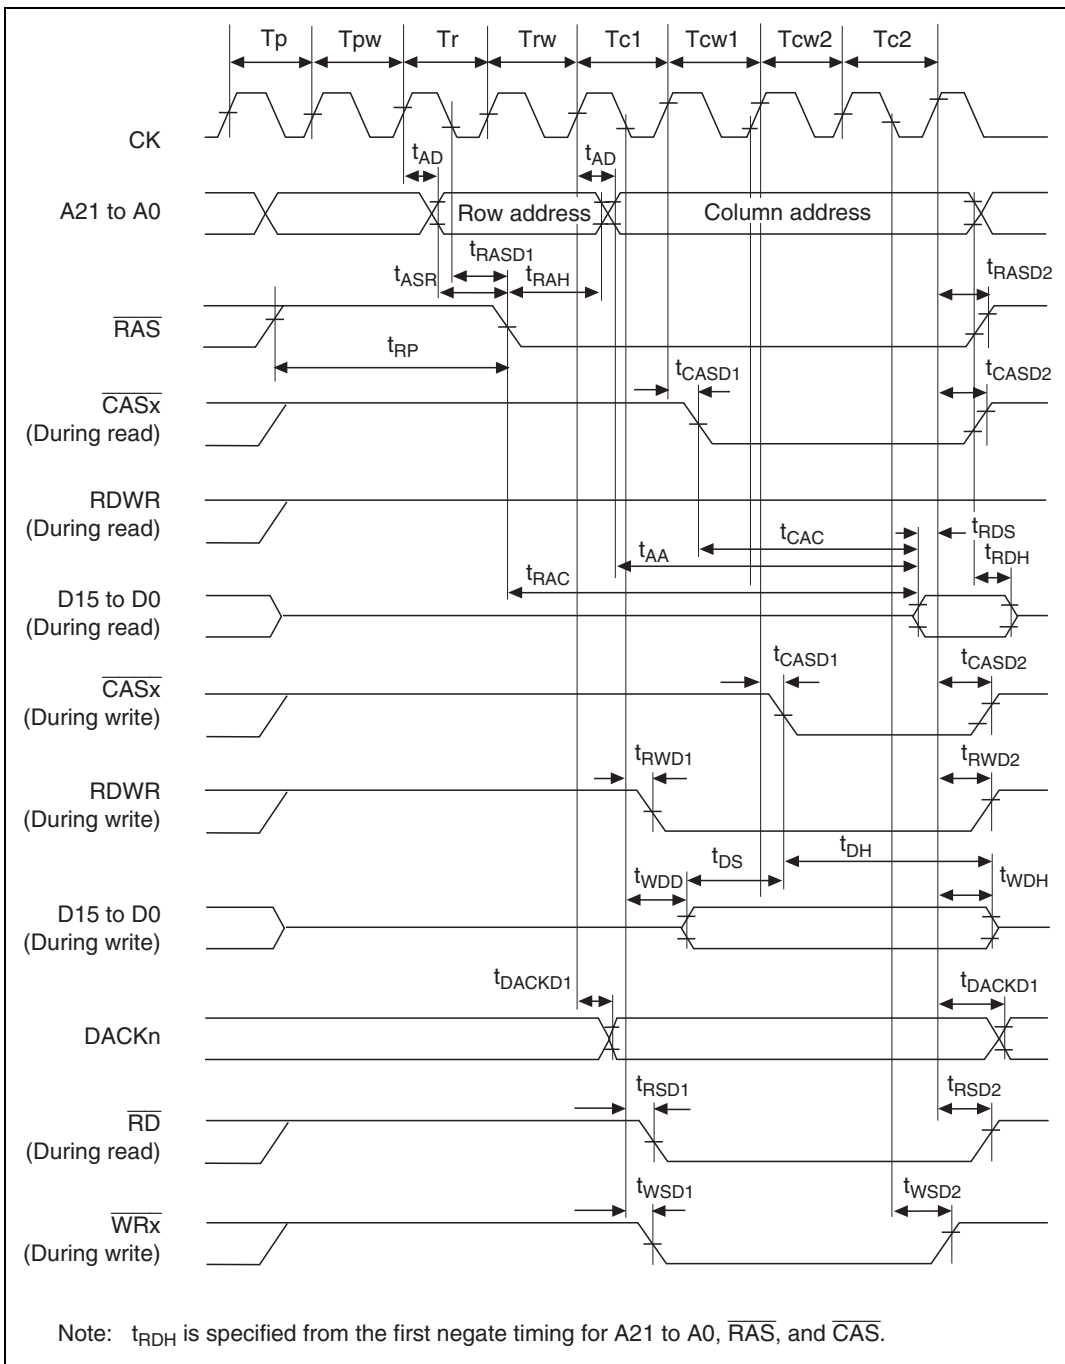 Tp Tpw Tr Trw Tc1 Tcw1 Tcw2 Tc2
CK
tAD tAD
A21 to A0 Row address Column address
tRASD1
tASR tRAH tRASD2
RAS
tRP
tCASD1 tCASD2
CASx
(During read)
RDWR
(During read)
tRDS
tCAC
tRDH
tAA
tRAC
D15 to D0
(During read)
tCASD1 tCASD2
CASx
(During write)
tRWD1 tRWD2
RDWR
(During write)
tDS tDH
tWDD tWDH
D15 to D0
(During write)
tDACKD1 tDACKD1
DACKn
tRSD1 tRSD2
RD
(During read)
tWSD1 tWSD2
WRx
(During write)
Note: tRDH is specified from the first negate timing for A21 to A0, RAS, and CAS.